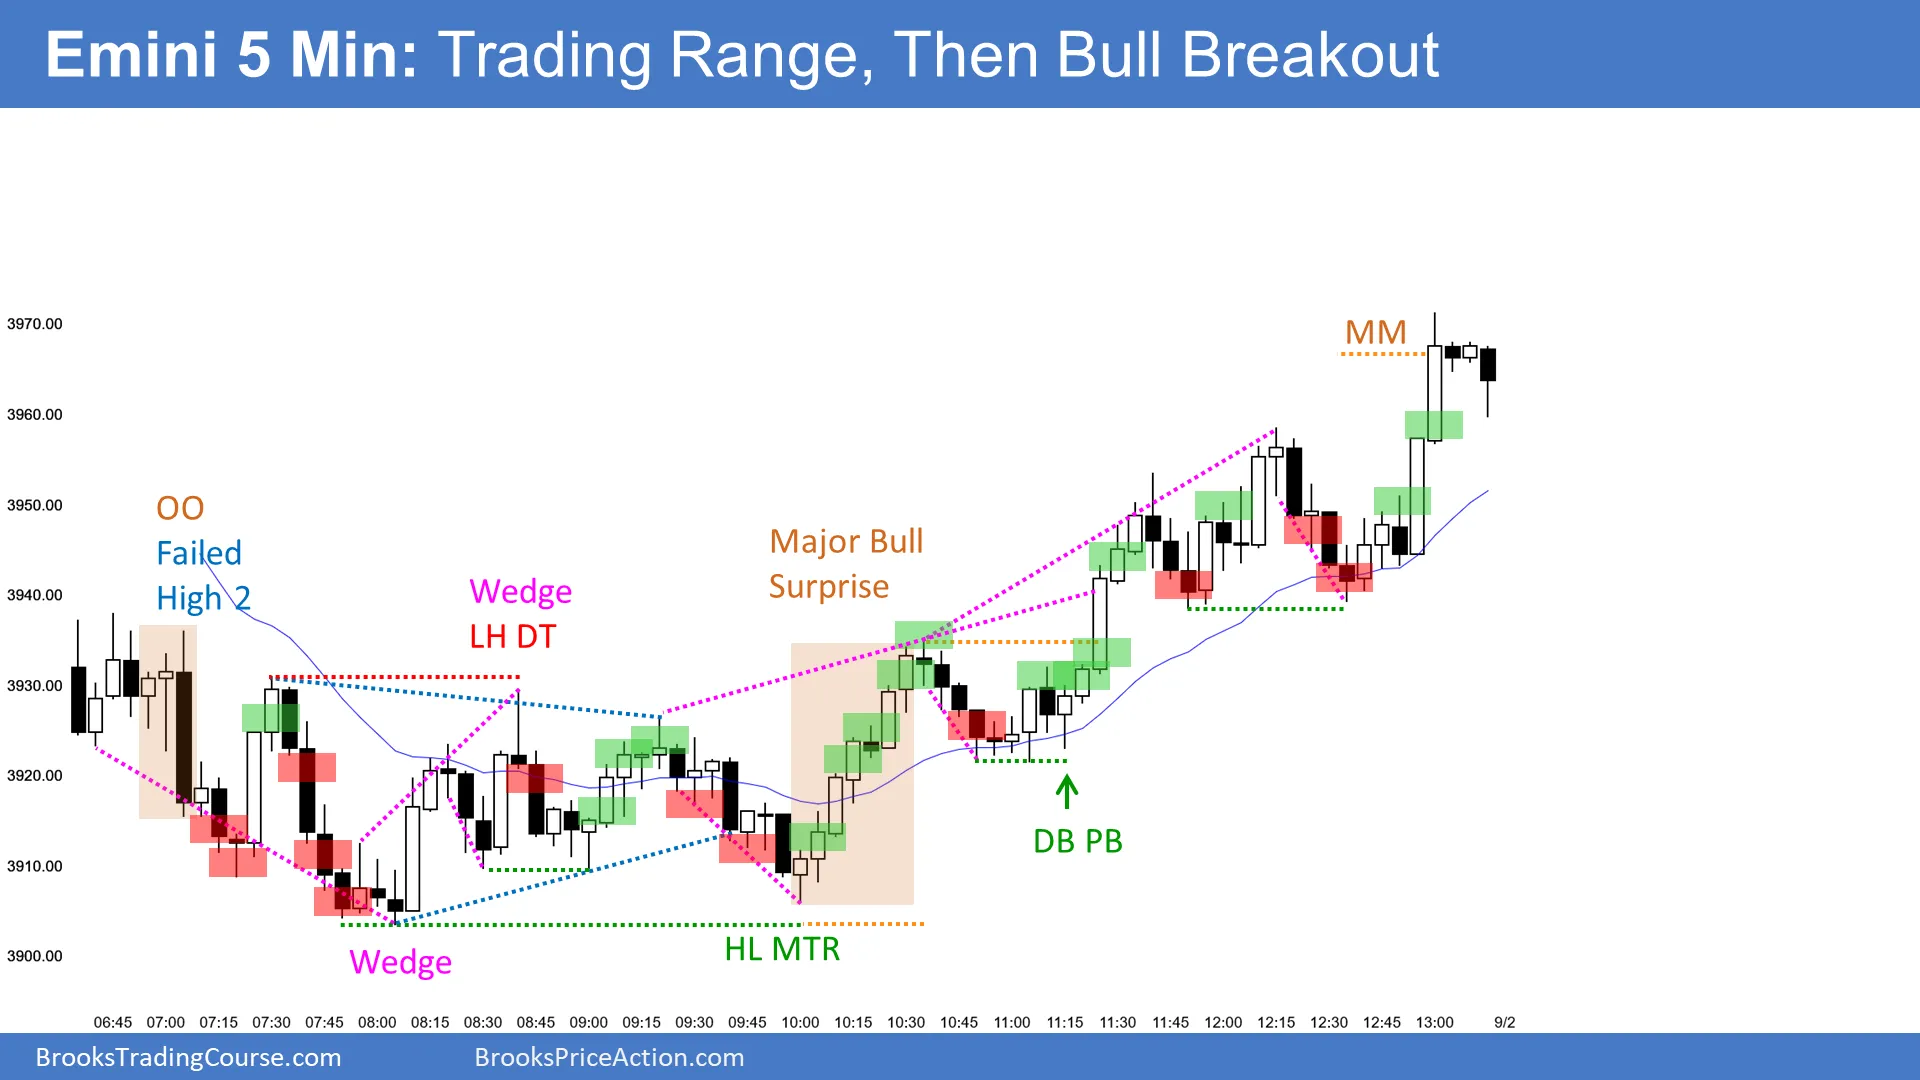 Emini 5 Min: Trading Range, Then Bull Breakout
3970.00
MM
3960.00
3950.00
OO
Failed
High 2
Major Bull
Surprise
3940.00
Wedge
LH DT
3930.00
3920.00
DB PB
3910.00
HL MTR
3900.00
Wedge
06:45 07:00 07:15 07:30 07:45 08:00 08:15 08:30 08:45 09:00 09:15 09:30 09:45 10:00 10:15 10:30 10:45 11:00 11:15 11:30 11:45 12:00 12:15 12:30 12:45 13:00 9/2
BrooksTradingCourse.com BrooksPriceAction.com